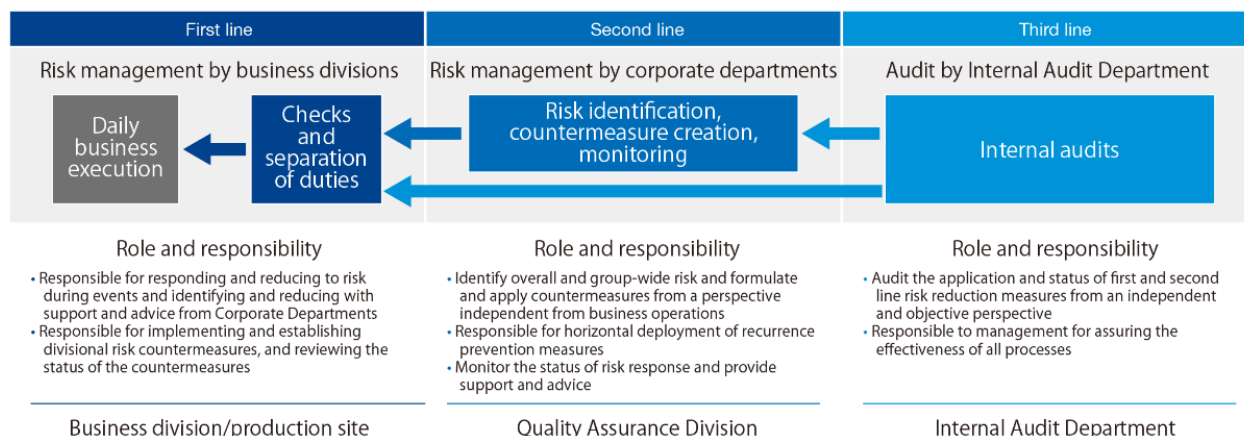 First line
Second line
Third line
Risk management by business divisions
Risk management by corporate departments
Audit by Internal Audit Department
Daily
business
execution
Checks
and
separation
of duties
Risk identification,
countermeasure creation,
monitoring
Internal audits
Role and responsibility
• Responsible for responding and reducing to risk
during events and identifying and reducing with
support and advice from Corporate Departments
• Responsible for implementing and establishing
divisional risk countermeasures, and reviewing the
status of the countermeasures
Role and responsibility
• Identify overall and group-wide risk and formulate
and apply countermeasures from a perspective
independent from business operations
• Responsible for horizontal deployment of recurrence
prevention measures
• Monitor the status of risk response and provide
support and advice
Role and responsibility
• Audit the application and status of first and second
line risk reduction measures from an independent
and objective perspective
• Responsible to management for assuring the
effectiveness of all processes
Business division/production site
Quality Assurance Division
Internal Audit Department